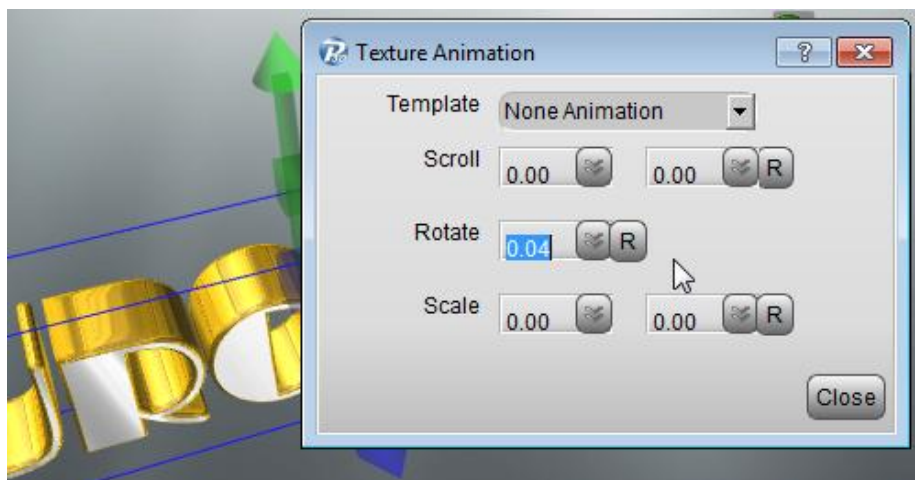 Texture Animation
Template None Animation
Scroll 0.00 0.00 R
Rotate 0.04 R
Scale 0.00 0.00 R
Close